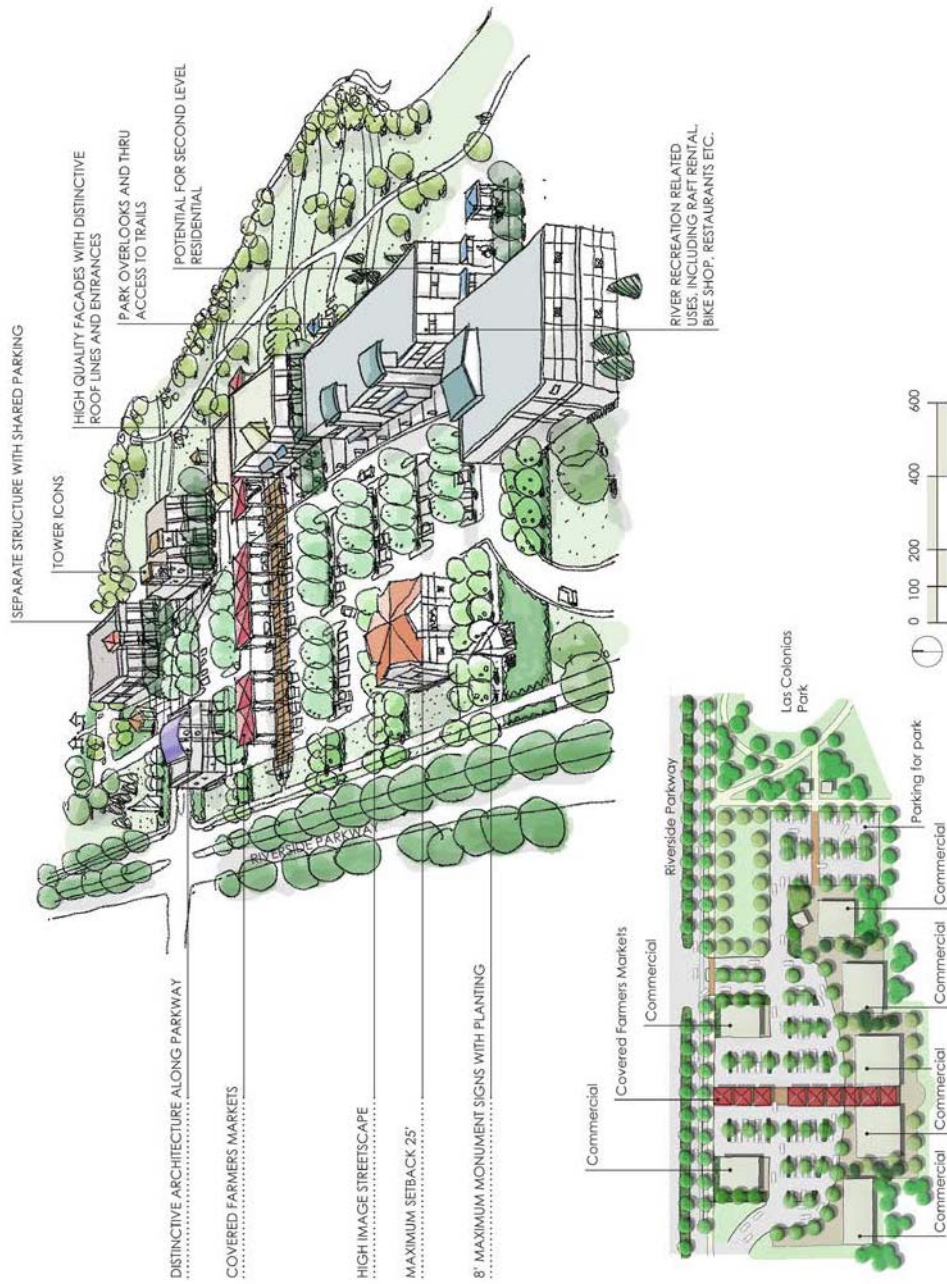 SEPARATE STRUCTURE WITH SHARED PARKING
TOWER ICONS
HIGH QUALITY FACADES WITH DISTINCTIVE
ROOF LINES AND ENTRANCES
PARK OVERLOOKS AND THRU
ACCESS TO TRAILS
POTENTIAL FOR SECOND LEVEL
RESIDENTIAL
RIVER RECREATION RELATED
USES, INCLUDING RAFT RENTAL,
BIKE SHOP, RESTAURANTS ETC.
RIVERSIDE PARKWAY
DISTINCTIVE ARCHITECTURE ALONG PARKWAY
COVERED FARMERS MARKETS
HIGH IMAGE STREETSCAPE
MAXIMUM SETBACK 25'
8' MAXIMUM MONUMENT SIGNS WITH PLANTING
Commercial
Covered Farmers Markets
Commercial
Riverside Parkway
Las Colonias
Park
Parking for park
Commercial
Commercial
Commercial
Commercial
Commercial
0 100 200 400 600